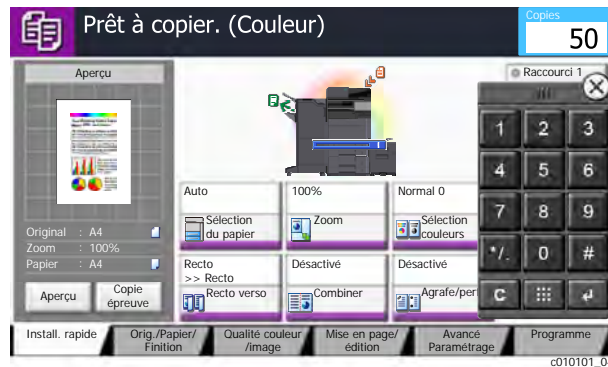 Prêt à copier. (Couleur)
Copies
50
Aperçu
Raccourci 1
Original : A4
Zoom : 100%
Papier : A4
Aperçu
Copie
épreuve
Auto
Sélection
du papier
100%
Zoom
Normal 0
Sélection
couleurs
Recto
>> Recto
Recto verso
Désactivé
Combiner
Désactivé
Agrafe/per
1 2 3
4 5 6
7 8 9
*/. 0 #
C
Install. rapide
Orig./Papier/
Finition
Qualité couleur
/image
Mise en page/
édition
Avancé
Paramétrage
Programme
c010101_0